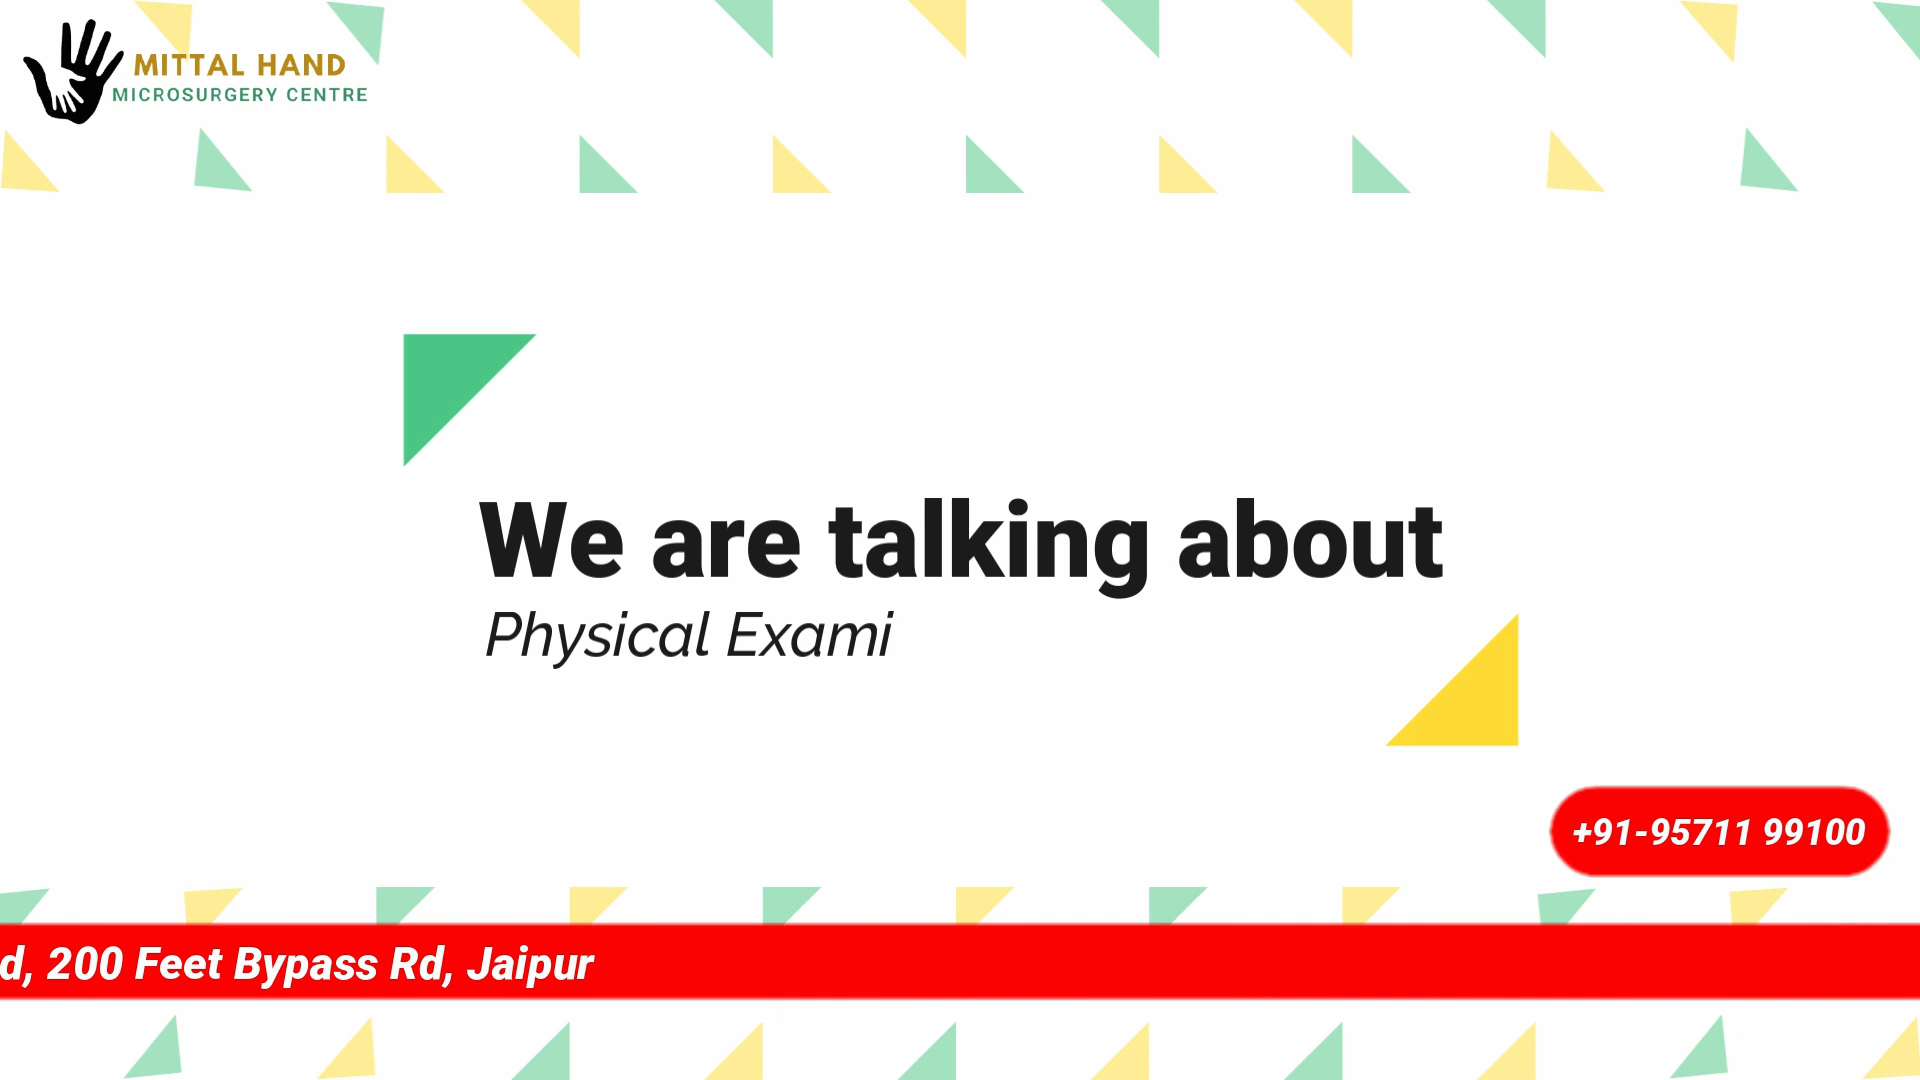 MITTAL HAND
MICROSURGERY CENTRE
We are talking about
Physical Exami
+91-95711 99100
d, 200 Feet Bypass Rd, Jaipur